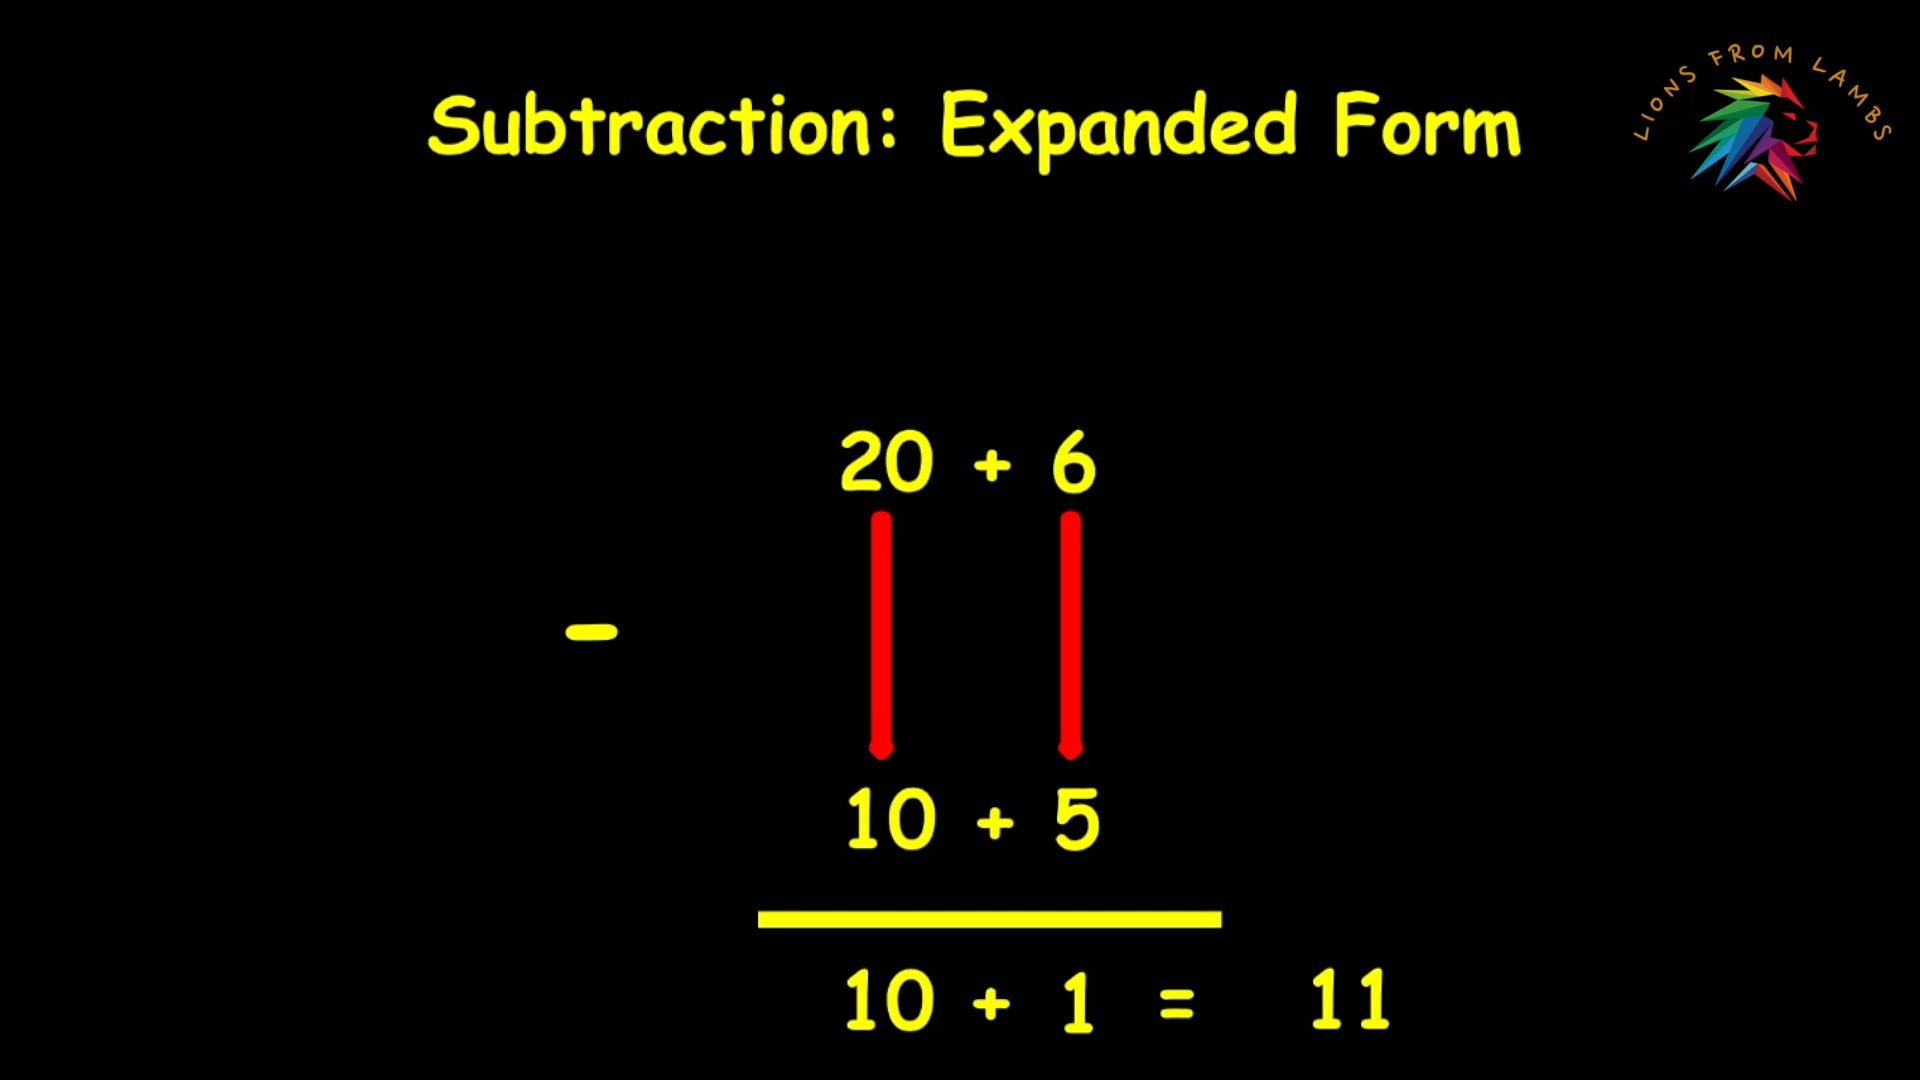 LIONS FROM LAMBS
Subtraction: Expanded Form
20 + 6
-
10 + 5
10 + 1 = 11